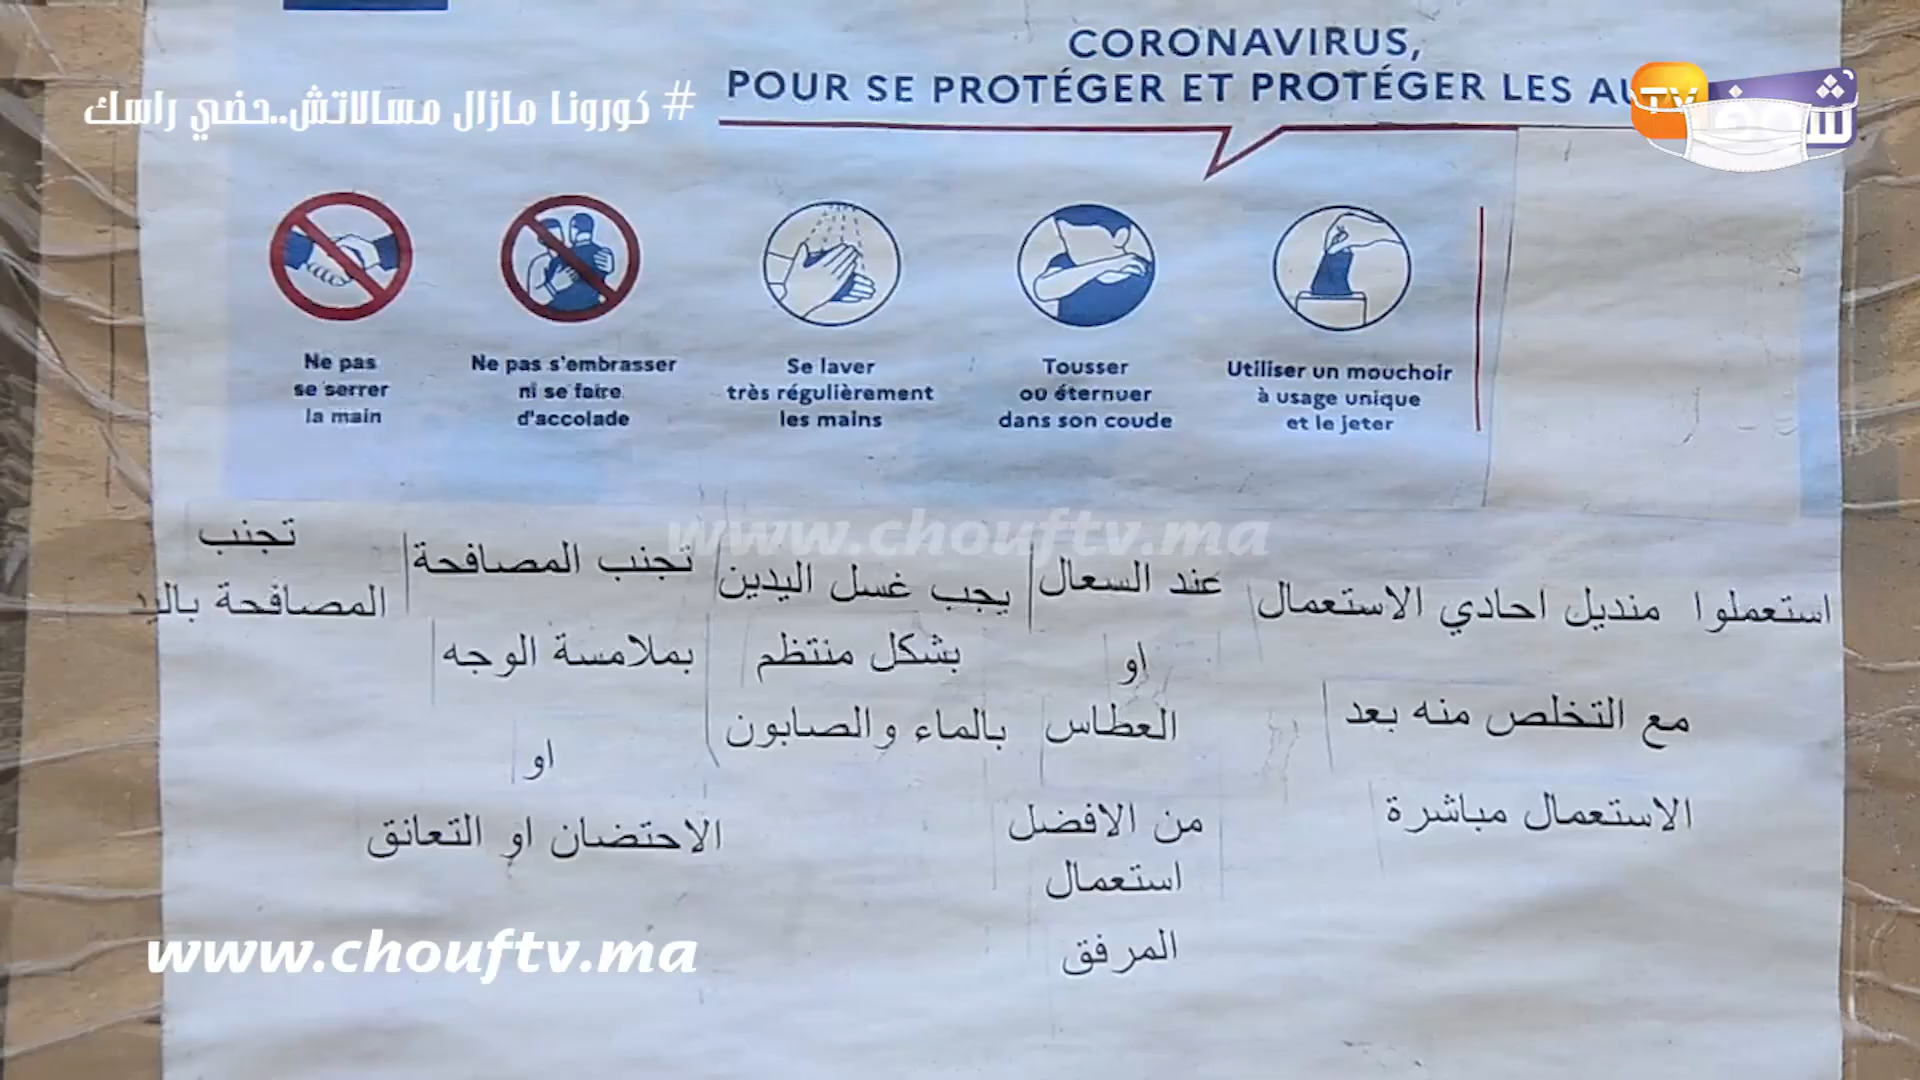 CORONAVIRUS,
POUR SE PROTÉGER ET PROTÉGER LES AU
# كورونا مازال مسالاتش..حضي راسك
TV شوف
Ne pas
se serrer
la main
Ne pas s'embrasser
ni se faire
d'accolade
Se laver
très régulièrement
les mains
Tousser
ou éternuer
dans son coude
Utiliser un mouchoir
à usage unique
et le jeter
www.chouftv.ma
استعملوا منديل احادي الاستعمال
مع التخلص منه بعد
الاستعمال مباشرة
عند السعال
او
العطاس
من الافضل
استعمال
المرفق
يجب غسل اليدين
بشكل منتظم
بالماء والصابون
تجنب المصافحة
بملامسة الوجه
او
الاحتضان او التعانق
تجنب
المصافحة باليد
www.chouftv.ma